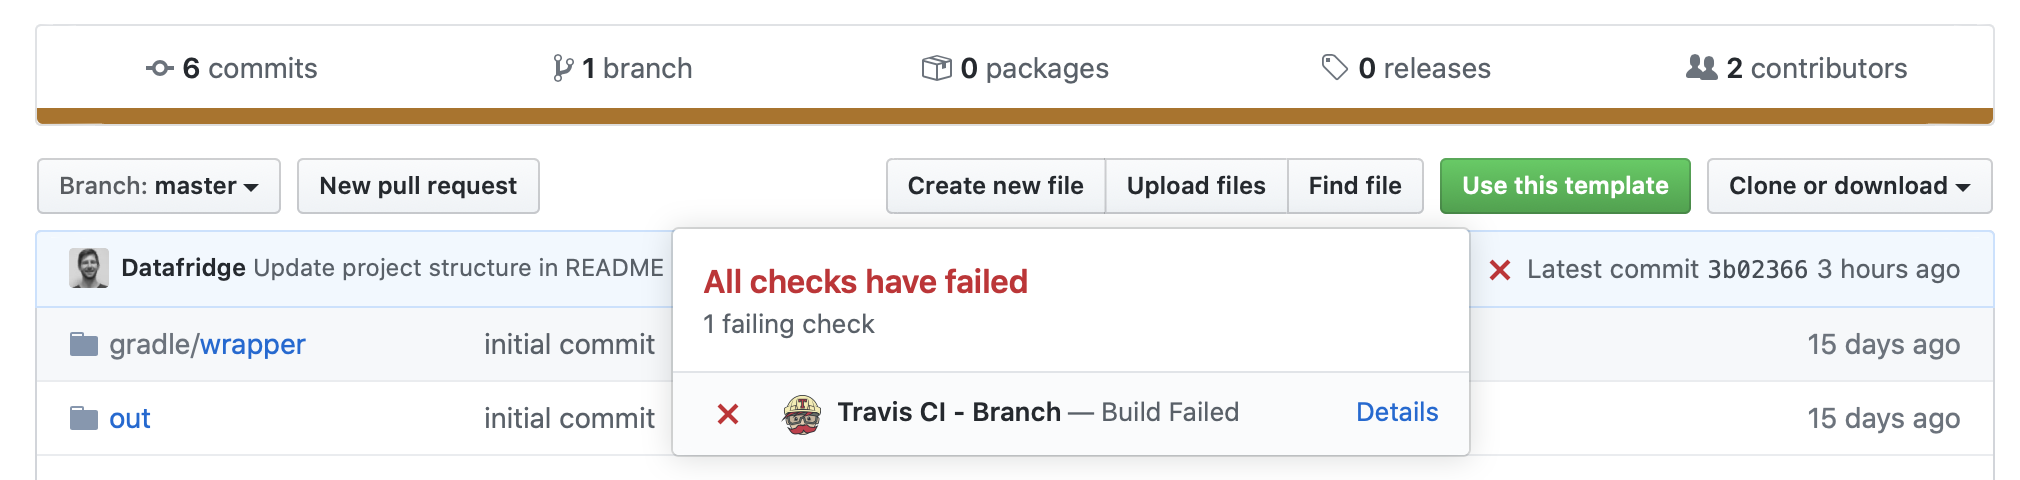 6 commits 1 branch 0 packages 0 releases 2 contributors
Branch: master New pull request Create new file Upload files Find file Use this template Clone or download
Datafridge Update project structure in README
Latest commit 3b02366 3 hours ago
All checks have failed
1 failing check
gradle/wrapper initial commit 15 days ago
Travis CI - Branch — Build Failed Details
out initial commit 15 days ago